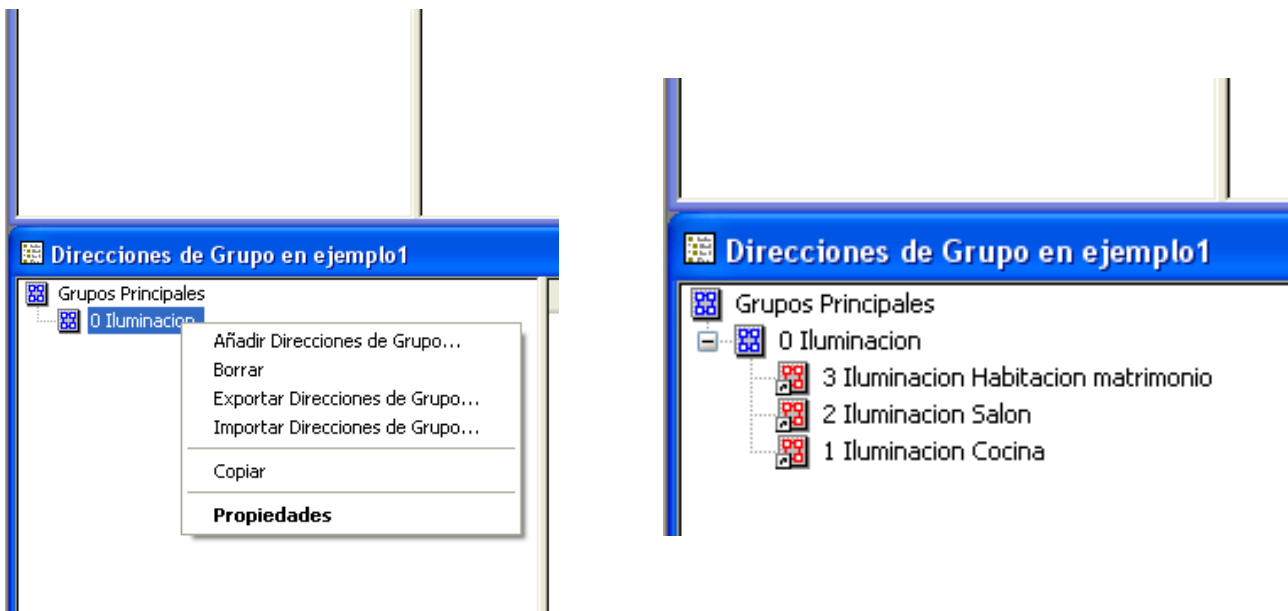 Direcciones de Grupo en ejemplo1
Grupos Principales
0 Iluminacion
Añadir Direcciones de Grupo...
Borrar
Exportar Direcciones de Grupo...
Importar Direcciones de Grupo...
Copiar
Propiedades
Direcciones de Grupo en ejemplo1
Grupos Principales
0 Iluminacion
3 Iluminacion Habitacion matrimonio
2 Iluminacion Salon
1 Iluminacion Cocina